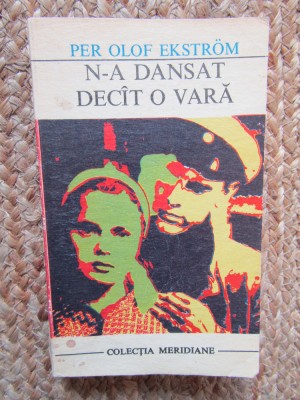 PER OLOF EKSTRÖM
N-A DANSAT
DECÎT O VARĂ
COLECȚIA MERIDIANE